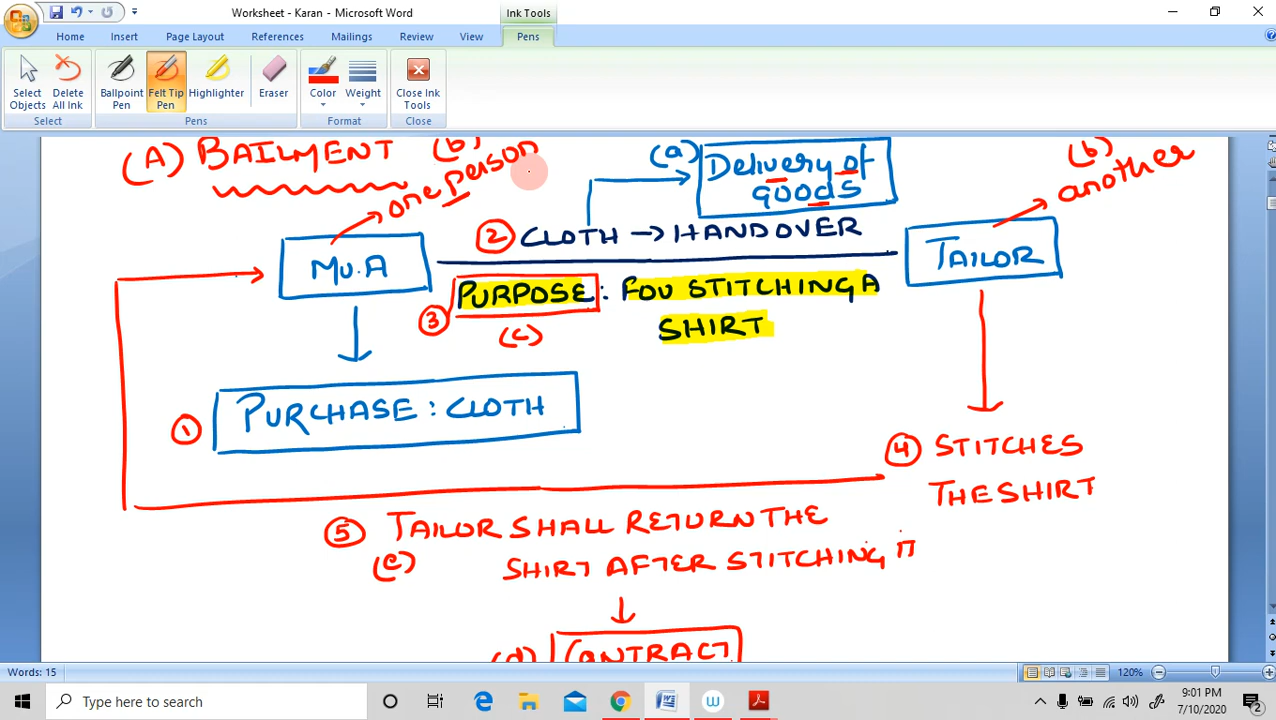 Worksheet - Karan - Microsoft Word
Ink Tools
Home
Insert
Page Layout
References
Mailings
Review
View
Pens
Select Objects
Delete All Ink
Ballpoint Pen
Felt Tip Pen
Highlighter
Eraser
Color
Weight
Close Ink Tools
Select
Pens
Format
Close
(A) BAILMENT
(b)
one person
(a)
Delivery of
goods
(b)
another
Mr.A
② CLOTH → HANDOVER
TAILOR
③ PURPOSE : FOR STITCHING A
SHIRT
(c)
① PURCHASE : CLOTH
④ STITCHES
THE SHIRT
⑤ TAILOR SHALL RETURN THE
(e) SHIRT AFTER STITCHING IT
(d) CONTRACT
Words: 15
120%
Type here to search
9:01 PM
7/10/2020
2